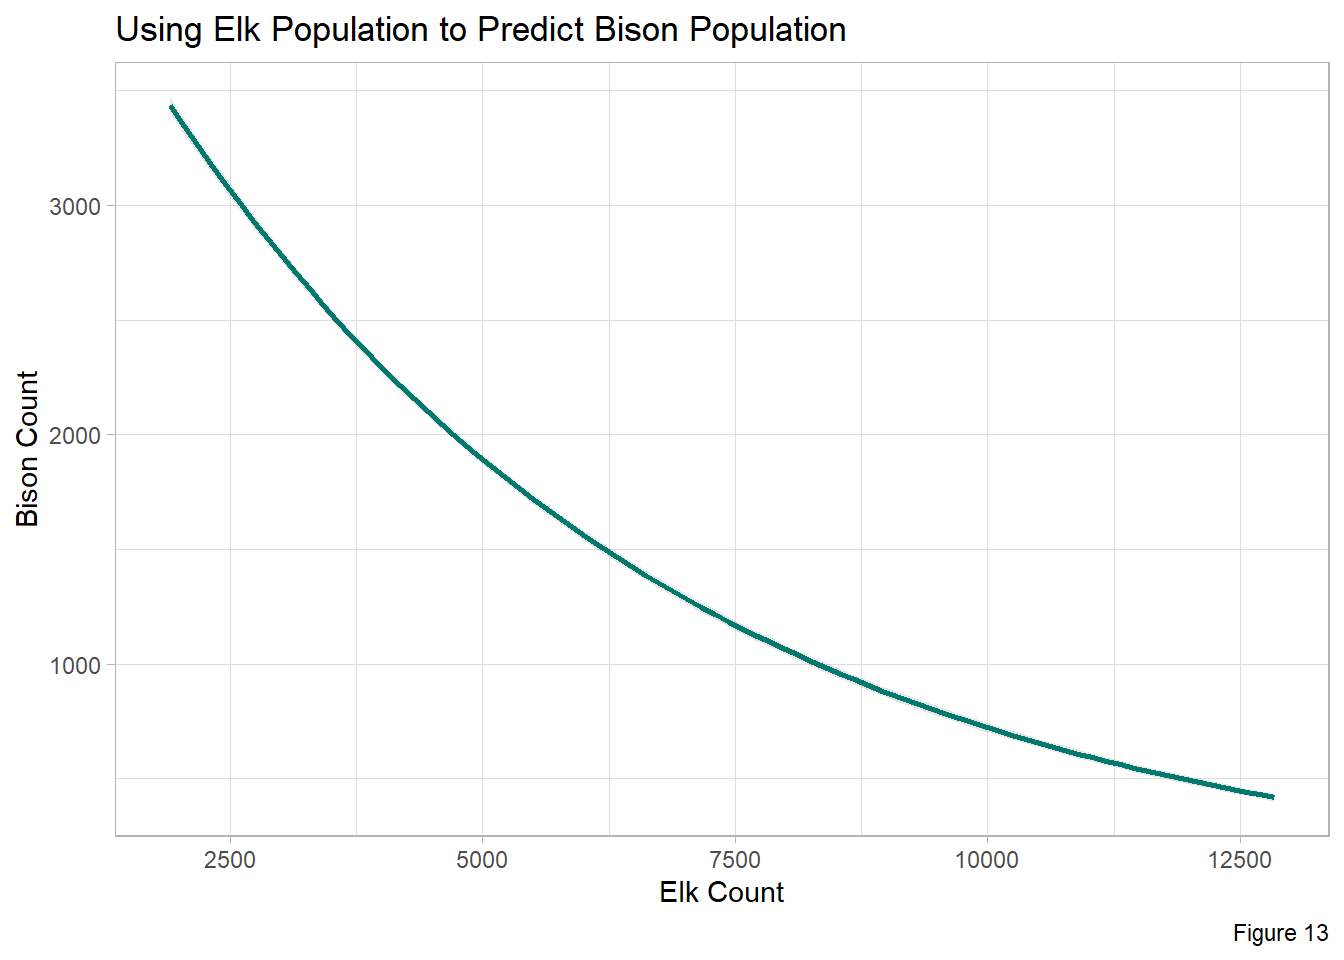 Using Elk Population to Predict Bison Population
Bison Count
3000
2000
1000
2500 5000 7500 10000 12500
Elk Count
Figure 13